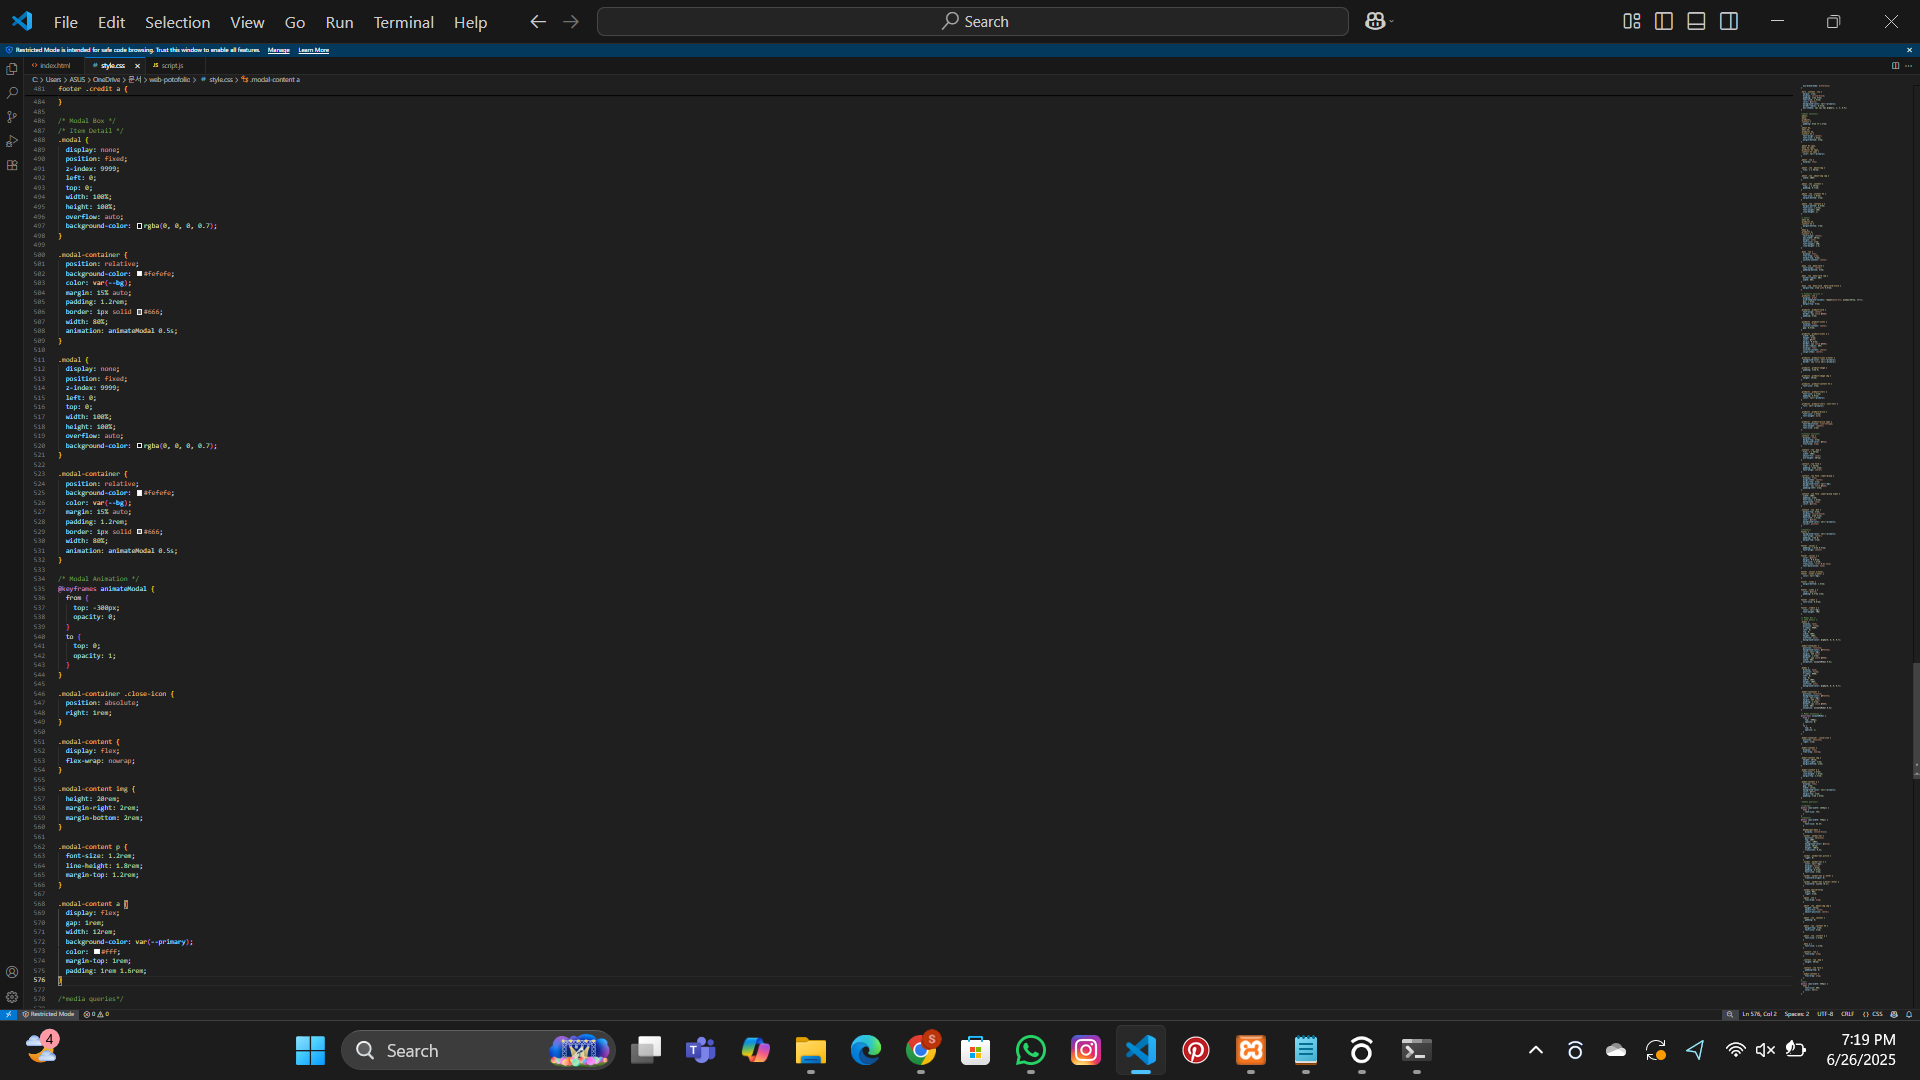 File Edit Selection View Go Run Terminal Help
Search
Restricted Mode is intended for safe code browsing. Trust this window to enable all features. Manage Learn More
index.html style.css script.js
C: > Users > ASUS > OneDrive > 문서 > web-potofolio > # style.css > .modal-content a
481 footer .credit a {
484 }
485
486 /* Modal Box */
487 /* Item Detail */
488 .modal {
489 display: none;
490 position: fixed;
491 z-index: 9999;
492 left: 0;
493 top: 0;
494 width: 100%;
495 height: 100%;
496 overflow: auto;
497 background-color: rgba(0, 0, 0, 0.7);
498 }
499
500 .modal-container {
501 position: relative;
502 background-color: #fefefe;
503 color: var(--bg);
504 margin: 15% auto;
505 padding: 1.2rem;
506 border: 1px solid #666;
507 width: 80%;
508 animation: animateModal 0.5s;
509 }
510
511 .modal {
512 display: none;
513 position: fixed;
514 z-index: 9999;
515 left: 0;
516 top: 0;
517 width: 100%;
518 height: 100%;
519 overflow: auto;
520 background-color: rgba(0, 0, 0, 0.7);
521 }
522
523 .modal-container {
524 position: relative;
525 background-color: #fefefe;
526 color: var(--bg);
527 margin: 15% auto;
528 padding: 1.2rem;
529 border: 1px solid #666;
530 width: 80%;
531 animation: animateModal 0.5s;
532 }
533
534 /* Modal Animation */
535 @keyframes animateModal {
536 from {
537 top: -300px;
538 opacity: 0;
539 }
540 to {
541 top: 0;
542 opacity: 1;
543 }
544 }
545
546 .modal-container .close-icon {
547 position: absolute;
548 right: 1rem;
549 }
550
551 .modal-content {
552 display: flex;
553 flex-wrap: nowrap;
554 }
555
556 .modal-content img {
557 height: 20rem;
558 margin-right: 2rem;
559 margin-bottom: 2rem;
560 }
561
562 .modal-content p {
563 font-size: 1.2rem;
564 line-height: 1.8rem;
565 margin-top: 1.2rem;
566 }
567
568 .modal-content a {
569 display: flex;
570 gap: 1rem;
571 width: 12rem;
572 background-color: var(--primary);
573 color: #fff;
574 margin-top: 1rem;
575 padding: 1rem 1.6rem;
576 }
577
578 /*media queries*/
Restricted Mode 0 0 Ln 576, Col 2 Spaces: 2 UTF-8 CRLF {} CSS
4
Search
S
7:19 PM
6/26/2025